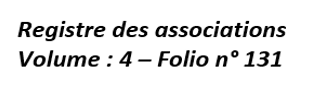 Registre des associations
Volume : 4 – Folio n° 131